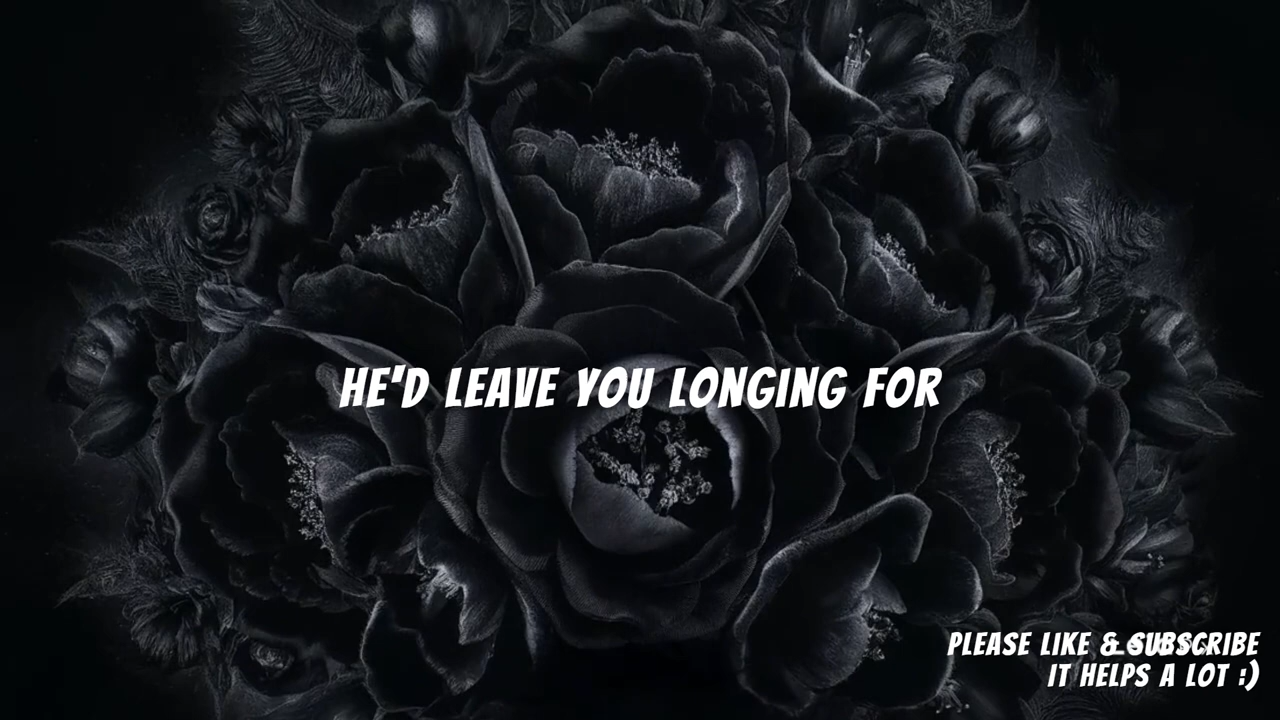 HE'D LEAVE YOU LONGING FOR
PLEASE LIKE & SUBSCRIBE
IT HELPS A LOT :)